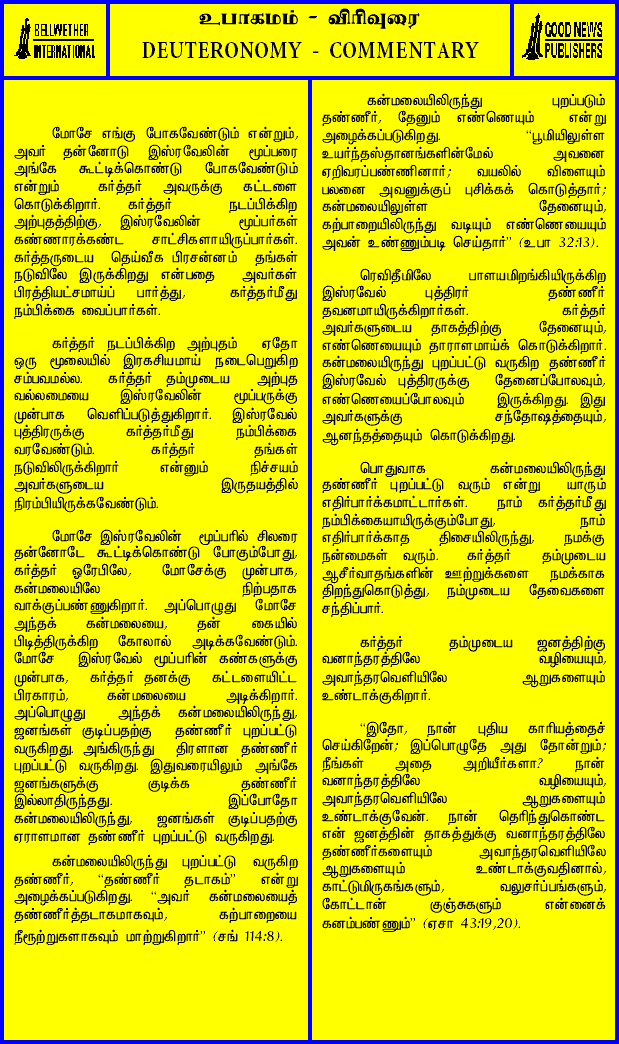 BELLWETHER
INTERNATIONAL
உபாகமம் - விரிவுரை
DEUTERONOMY - COMMENTARY
GOOD NEWS
PUBLISHERS
மோசே எங்கு போகவேண்டும் என்றும்,
அவர் தன்னோடு இஸ்ரவேலின் மூப்பரை
அங்கே கூட்டிக்கொண்டு போகவேண்டும்
என்றும் கர்த்தர் அவருக்கு கட்டளை
கொடுக்கிறார். கர்த்தர் நடப்பிக்கிற
அற்புதத்திற்கு, இஸ்ரவேலின் மூப்பர்கள்
கண்ணாரக்கண்ட சாட்சிகளாயிருப்பார்கள்.
கர்த்தருடைய தெய்வீக பிரசன்னம் தங்கள்
நடுவிலே இருக்கிறது என்பதை அவர்கள்
பிரத்தியட்சமாய்ப் பார்த்து, கர்த்தர்மீது
நம்பிக்கை வைப்பார்கள்.
கர்த்தர் நடப்பிக்கிற அற்புதம் ஏதோ
ஒரு மூலையில் இரகசியமாய் நடைபெறுகிற
சம்பவமல்ல. கர்த்தர் தம்முடைய அற்புத
வல்லமையை இஸ்ரவேலின் மூப்பருக்கு
முன்பாக வெளிப்படுத்துகிறார். இஸ்ரவேல்
புத்திரருக்கு கர்த்தர்மீது நம்பிக்கை
வரவேண்டும். கர்த்தர் தங்கள்
நடுவிலிருக்கிறார் என்னும் நிச்சயம்
அவர்களுடைய இருதயத்தில்
நிரம்பியிருக்கவேண்டும்.
மோசே இஸ்ரவேலின் மூப்பரில் சிலரை
தன்னோடே கூட்டிக்கொண்டு போகும்போது,
கர்த்தர் ஒரேபிலே, மோசேக்கு முன்பாக,
கன்மலையிலே நிற்பதாக
வாக்குப்பண்ணுகிறார். அப்பொழுது மோசே
அந்தக் கன்மலையை, தன் கையில்
பிடித்திருக்கிற கோலால் அடிக்கவேண்டும்.
மோசே இஸ்ரவேல் மூப்பரின் கண்களுக்கு
முன்பாக, கர்த்தர் தனக்கு கட்டளையிட்ட
பிரகாரம், கன்மலையை அடிக்கிறார்.
அப்பொழுது அந்தக் கன்மலையிலிருந்து,
ஜனங்கள் குடிப்பதற்கு தண்ணீர் புறப்பட்டு
வருகிறது. அங்கிருந்து திரளான தண்ணீர்
புறப்பட்டு வருகிறது. இதுவரையிலும் அங்கே
ஜனங்களுக்கு குடிக்க தண்ணீர்
இல்லாதிருந்தது. இப்போதோ
கன்மலையிலிருந்து, ஜனங்கள் குடிப்பதற்கு
ஏராளமான தண்ணீர் புறப்பட்டு வருகிறது.
கன்மலையிலிருந்து புறப்பட்டு வருகிற
தண்ணீர், "தண்ணீர் தடாகம்" என்று
அழைக்கப்படுகிறது. "அவர் கன்மலையைத்
தண்ணீர்த்தடாகமாகவும், கற்பாறையை
நீரூற்றுகளாகவும் மாற்றுகிறார்" (சங் 114:8).
கன்மலையிலிருந்து புறப்படும்
தண்ணீர், தேனும் எண்ணெயும் என்று
அழைக்கப்படுகிறது. "பூமியிலுள்ள
உயர்ந்தஸ்தானங்களின்மேல் அவனை
ஏறிவரப்பண்ணினார்; வயலில் விளையும்
பலனை அவனுக்குப் புசிக்கக் கொடுத்தார்;
கன்மலையிலுள்ள தேனையும்,
கற்பாறையிலிருந்து வடியும் எண்ணெயையும்
அவன் உண்ணும்படி செய்தார்" (உபா 32:13).
ரெவிதீமிலே பாளயமிறங்கியிருக்கிற
இஸ்ரவேல் புத்திரர் தண்ணீர்
தவனமாயிருக்கிறார்கள். கர்த்தர்
அவர்களுடைய தாகத்திற்கு தேனையும்,
எண்ணெயையும் தாராளமாய்க் கொடுக்கிறார்.
கன்மலையிருந்து புறப்பட்டு வருகிற தண்ணீர்
இஸ்ரவேல் புத்திரருக்கு தேனைப்போலவும்,
எண்ணெயைப்போலவும் இருக்கிறது. இது
அவர்களுக்கு சந்தோஷத்தையும்,
ஆனந்தத்தையும் கொடுக்கிறது.
பொதுவாக கன்மலையிலிருந்து
தண்ணீர் புறப்பட்டு வரும் என்று யாரும்
எதிர்பார்க்கமாட்டார்கள். நாம் கர்த்தர்மீது
நம்பிக்கையாயிருக்கும்போது, நாம்
எதிர்பார்க்காத திசையிலிருந்து, நமக்கு
நன்மைகள் வரும். கர்த்தர் தம்முடைய
ஆசீர்வாதங்களின் ஊற்றுக்களை நமக்காக
திறந்துகொடுத்து, நம்முடைய தேவைகளை
சந்திப்பார்.
கர்த்தர் தம்முடைய ஜனத்திற்கு
வனாந்தரத்திலே வழியையும்,
அவாந்தரவெளியிலே ஆறுகளையும்
உண்டாக்குகிறார்.
"இதோ, நான் புதிய காரியத்தைச்
செய்கிறேன்; இப்பொழுதே அது தோன்றும்;
நீங்கள் அதை அறியீர்களா? நான்
வனாந்தரத்திலே வழியையும்,
அவாந்தரவெளியிலே ஆறுகளையும்
உண்டாக்குவேன். நான் தெரிந்துகொண்ட
என் ஜனத்தின் தாகத்துக்கு வனாந்தரத்திலே
தண்ணீர்களையும் அவாந்தரவெளியிலே
ஆறுகளையும் உண்டாக்குவதினால்,
காட்டுமிருகங்களும், வலுசர்ப்பங்களும்,
கோட்டான் குஞ்சுகளும் என்னைக்
கனம்பண்ணும்" (ஏசா 43:19,20).